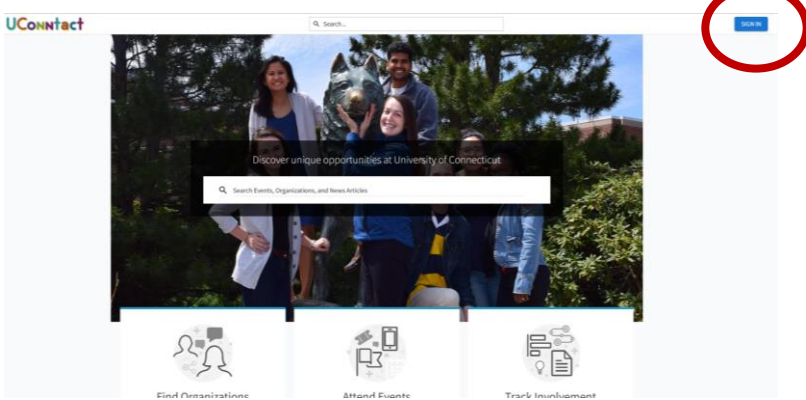 UConntact
Search...
SIGN IN
Discover unique opportunities at University of Connecticut
Search Events, Organizations, and News Articles
Find Organizations
Attend Events
Track Involvement